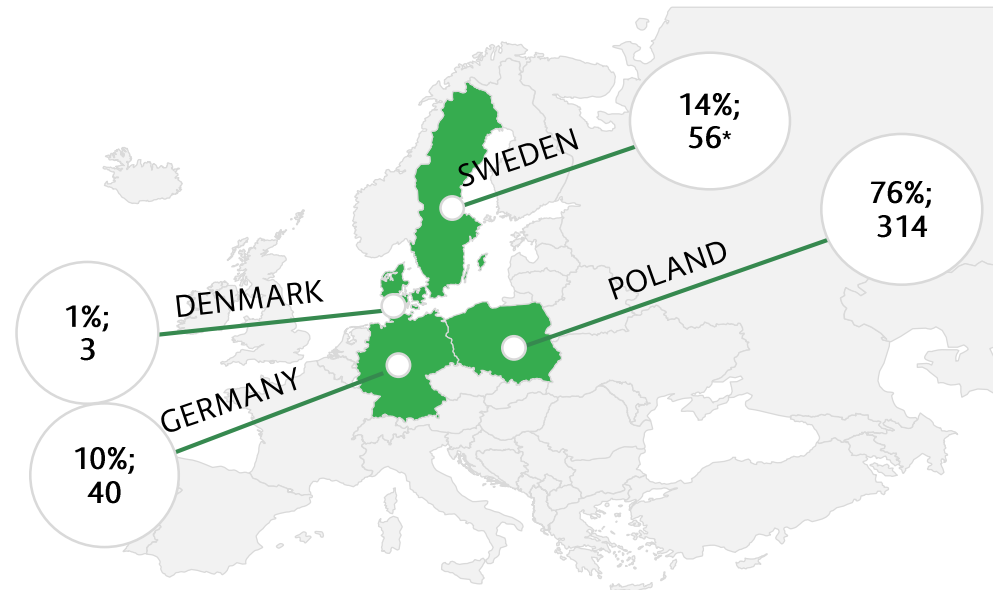 14%;
56*
SWEDEN
76%;
314
POLAND
DENMARK
1%;
3
GERMANY
10%;
40